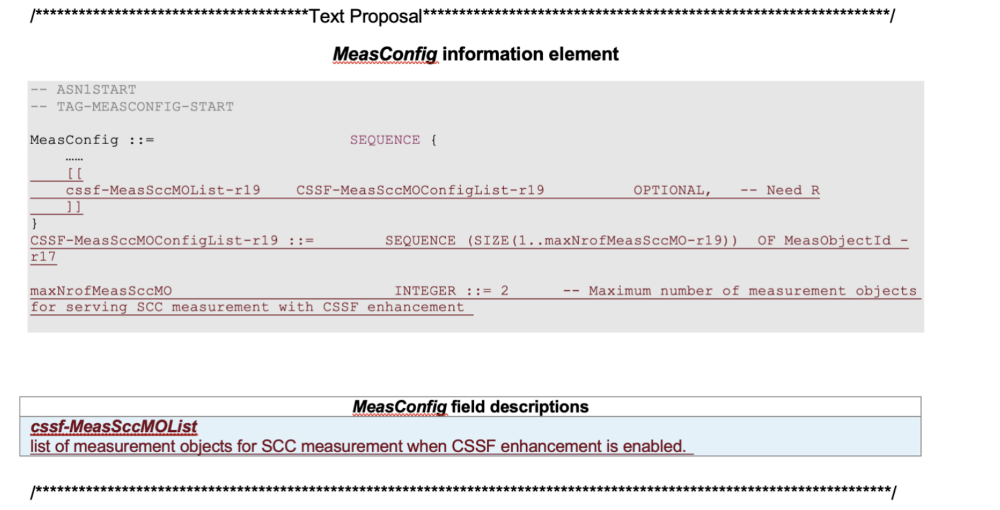 /**************************************Text Proposal*****************************************************************/
MeasConfig information element
-- ASN1START
-- TAG-MEASCONFIG-START
MeasConfig ::= SEQUENCE {
……
[[
cssf-MeasSccMOList-r19 CSSF-MeasSccMOConfigList-r19 OPTIONAL, -- Need R
]]
}
CSSF-MeasSccMOConfigList-r19 ::= SEQUENCE (SIZE(1..maxNrofMeasSccMO-r19)) OF MeasObjectId -
r17
maxNrofMeasSccMO INTEGER ::= 2 -- Maximum number of measurement objects
for serving SCC measurement with CSSF enhancement
MeasConfig field descriptions
cssf-MeasSccMOList
list of measurement objects for SCC measurement when CSSF enhancement is enabled.
/***********************************************************************************************************************/